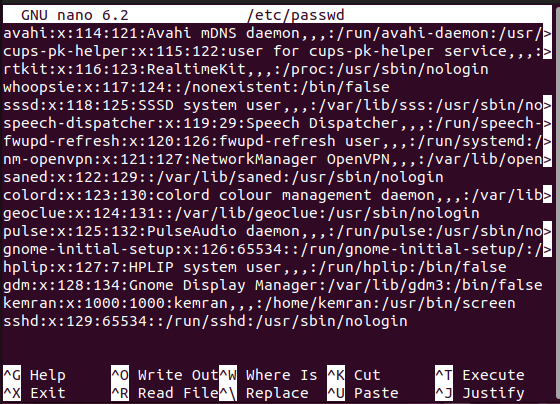 GNU nano 6.2 /etc/passwd
avahi:x:114:121:Avahi mDNS daemon,,,:/run/avahi-daemon:/usr/>
cups-pk-helper:x:115:122:user for cups-pk-helper service,,,:>
rtkit:x:116:123:RealtimeKit,,,:/proc:/usr/sbin/nologin
whoopsie:x:117:124::/nonexistent:/bin/false
sssd:x:118:125:SSSD system user,,,:/var/lib/sss:/usr/sbin/no>
speech-dispatcher:x:119:29:Speech Dispatcher,,,:/run/speech->
fwupd-refresh:x:120:126:fwupd-refresh user,,,:/run/systemd:/>
nm-openvpn:x:121:127:NetworkManager OpenVPN,,,:/var/lib/open>
saned:x:122:129::/var/lib/saned:/usr/sbin/nologin
colord:x:123:130:colord colour management daemon,,,:/var/lib>
geoclue:x:124:131::/var/lib/geoclue:/usr/sbin/nologin
pulse:x:125:132:PulseAudio daemon,,,:/run/pulse:/usr/sbin/no>
gnome-initial-setup:x:126:65534::/run/gnome-initial-setup/:/>
hplip:x:127:7:HPLIP system user,,,:/run/hplip:/bin/false
gdm:x:128:134:Gnome Display Manager:/var/lib/gdm3:/bin/false
kemran:x:1000:1000:kemran,,,:/home/kemran:/usr/bin/screen
sshd:x:129:65534::/run/sshd:/usr/sbin/nologin
^G Help ^O Write Out ^W Where Is ^K Cut ^T Execute
^X Exit ^R Read File ^\ Replace ^U Paste ^J Justify